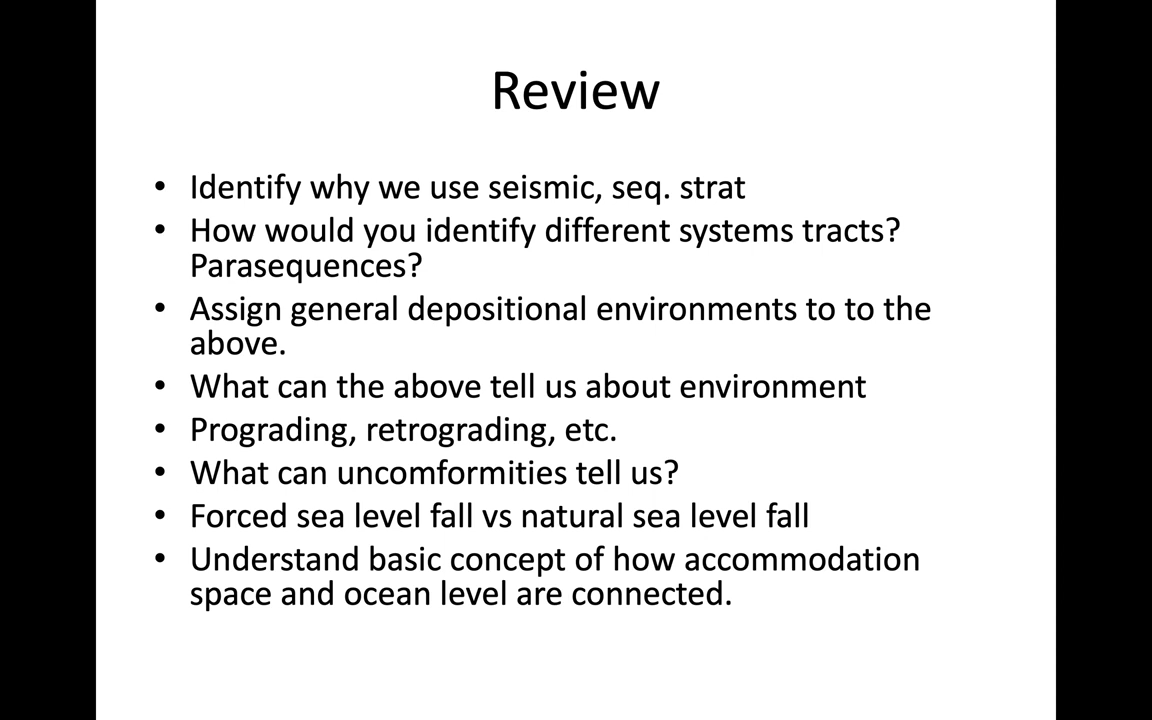 Review
• Identify why we use seismic, seq. strat
• How would you identify different systems tracts?
Parasequences?
• Assign general depositional environments to to the
above.
• What can the above tell us about environment
• Prograding, retrograding, etc.
• What can uncomformities tell us?
• Forced sea level fall vs natural sea level fall
• Understand basic concept of how accommodation
space and ocean level are connected.